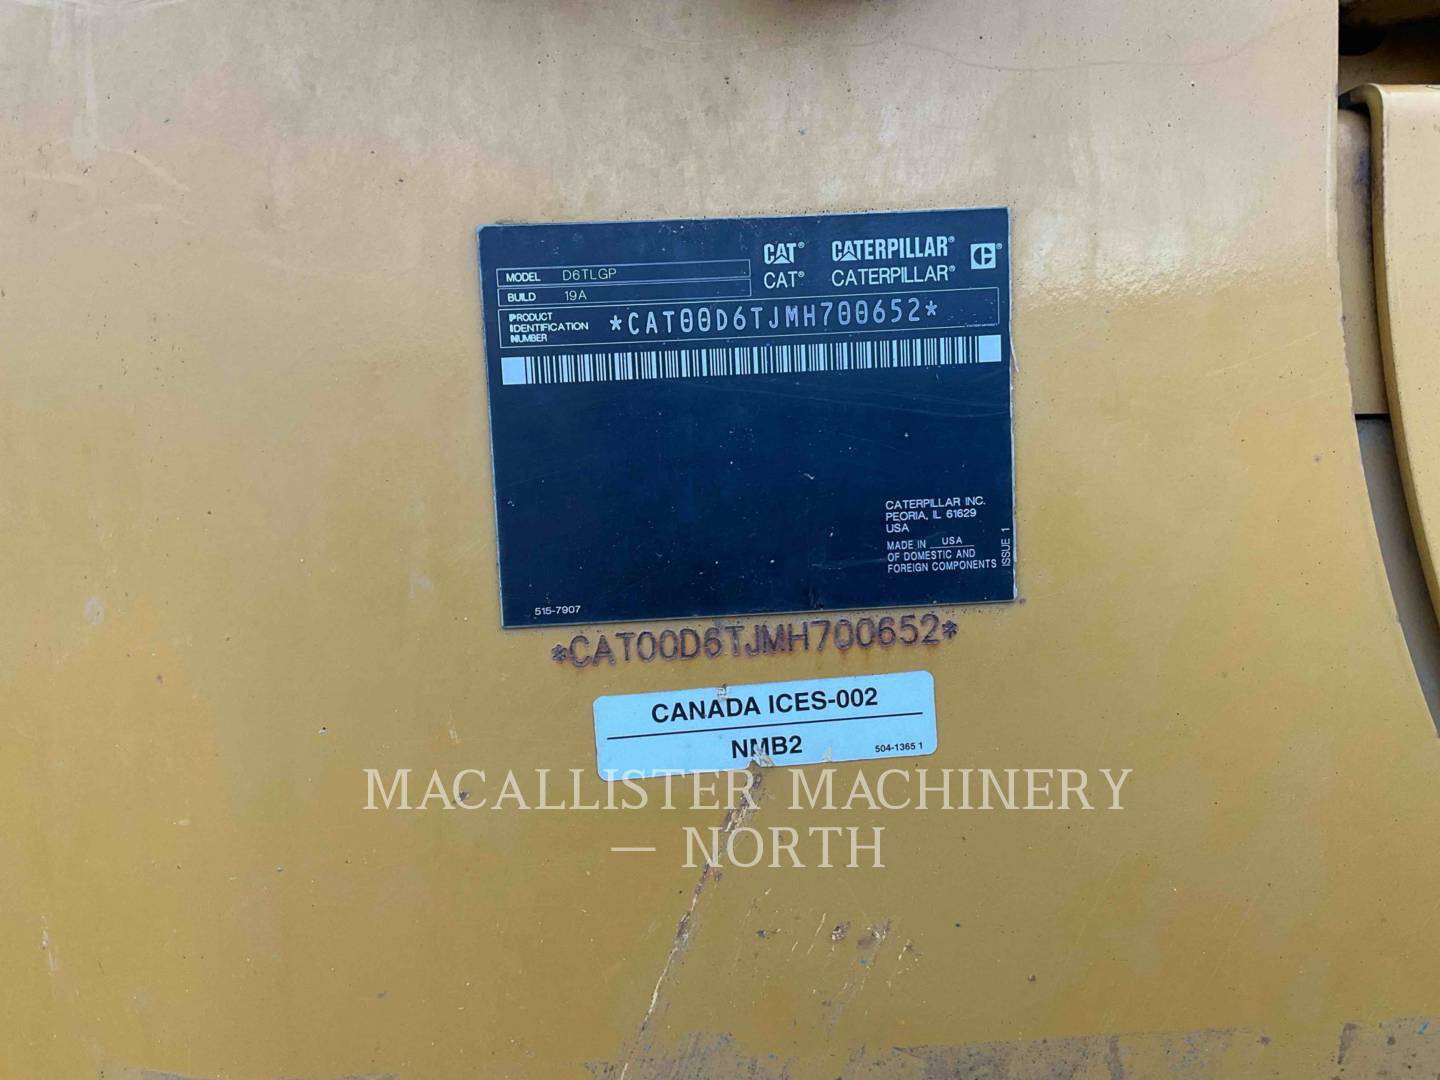 CAT® CATERPILLAR®
CAT® CATERPILLAR®
MODEL D6TLGP
BUILD 19A
PRODUCT
IDENTIFICATION
NUMBER
*CAT00D6TJMH700652*
CATERPILLAR INC.
PEORIA, IL 61629
USA
MADE IN USA
OF DOMESTIC AND
FOREIGN COMPONENTS
ISSUE 1
515-7907
*CAT00D6TJMH700652*
CANADA ICES-002
NMB2
504-1365 1
MACALLISTER MACHINERY
— NORTH